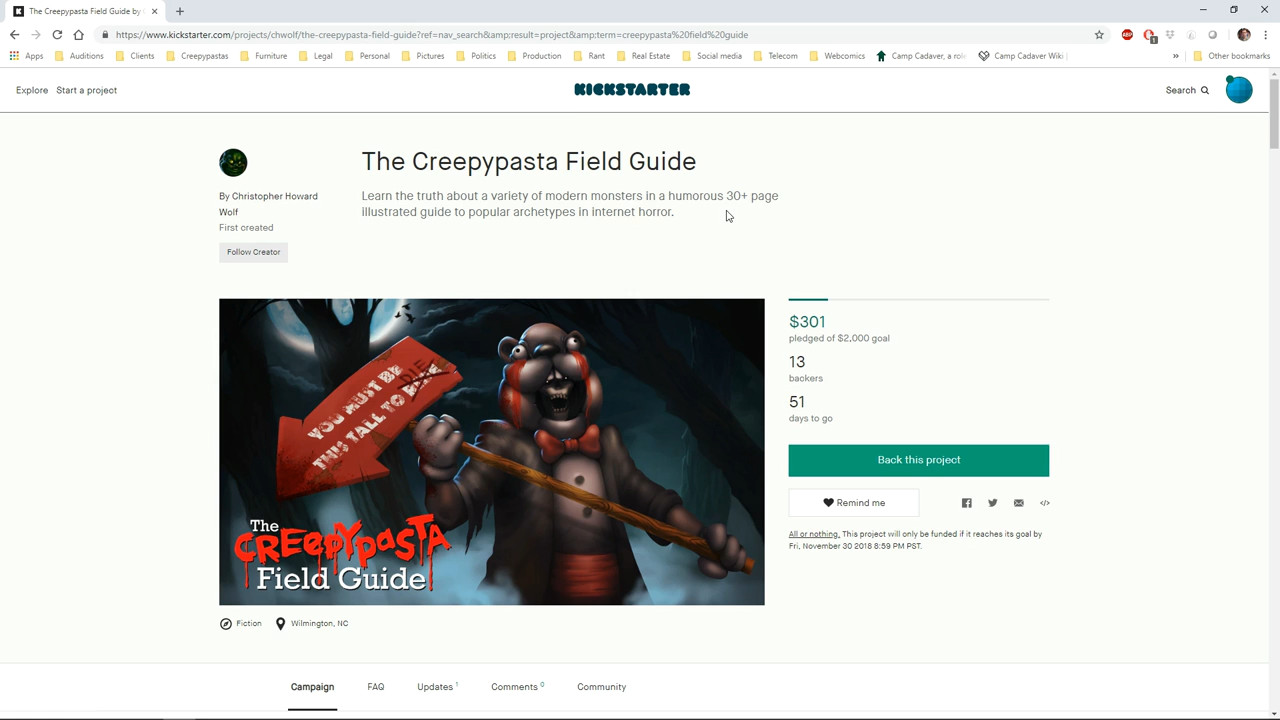 The Creepypasta Field Guide by
https://www.kickstarter.com/projects/chwolf/the-creepypasta-field-guide?ref=nav_search&amp;result=project&amp;term=creepypasta%20field%20guide
Apps Auditions Clients Creepypastas Furniture Legal Personal Pictures Politics Production Rant Real Estate Social media Telecom Webcomics Camp Cadaver, a role Camp Cadaver Wiki » Other bookmarks
Explore Start a project KICKSTARTER Search
The Creepypasta Field Guide
Learn the truth about a variety of modern monsters in a humorous 30+ page
illustrated guide to popular archetypes in internet horror.
By Christopher Howard
Wolf
First created
Follow Creator
YOU MUST BE
THIS TALL TO DIE
The
CREEPYPASTA
Field Guide
$301
pledged of $2,000 goal
13
backers
51
days to go
Back this project
Remind me
All or nothing. This project will only be funded if it reaches its goal by
Fri, November 30 2018 8:59 PM PST.
Fiction Wilmington, NC
Campaign FAQ Updates 1 Comments 0 Community